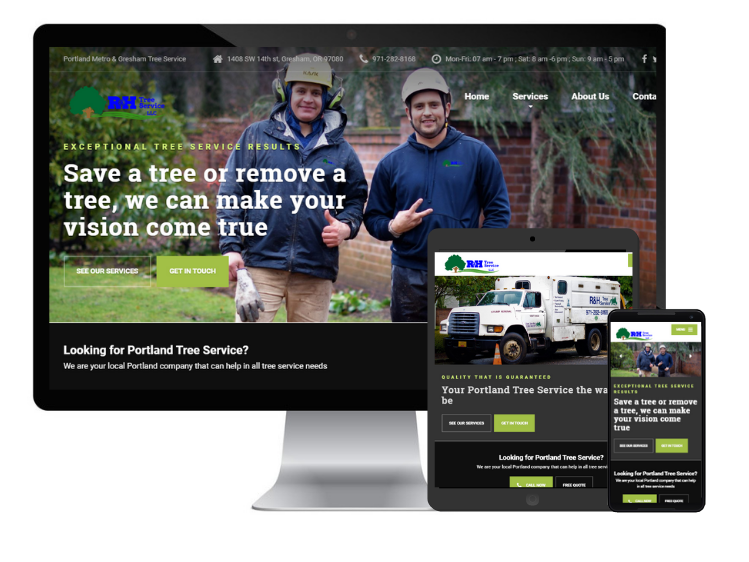 Portland Metro & Gresham Tree Service
1408 SW 14th st, Gresham, OR 97080
971-282-8168
Mon-Fri: 07 am - 7 pm ; Sat: 8 am -6 pm ; Sun: 9 am - 5 pm
R&H Tree Service LLC
Home Services About Us Conta
EXCEPTIONAL TREE SERVICE RESULTS
Save a tree or remove a
tree, we can make your
vision come true
SEE OUR SERVICES
GET IN TOUCH
Looking for Portland Tree Service?
We are your local Portland company that can help in all tree service needs
R&H Tree Service LLC
R&H Tree Service
QUALITY THAT IS GUARANTEED
Your Portland Tree Service the wa
be
SEE OUR SERVICES
GET IN TOUCH
Looking for Portland Tree Service?
We are your local Portland company that can help in all tree servi
CALL HERE
FREE QUOTE
R&H Tree Service
MENU
EXCEPTIONAL TREE SERVICE
RESULTS
Save a tree or remove
a tree, we can make
your vision come
true
SEE OUR SERVICES
GET IN TOUCH
Looking for Portland Tree Service?
We are your local Portland company that can help
in all tree service needs
CALL HERE
FREE QUOTE